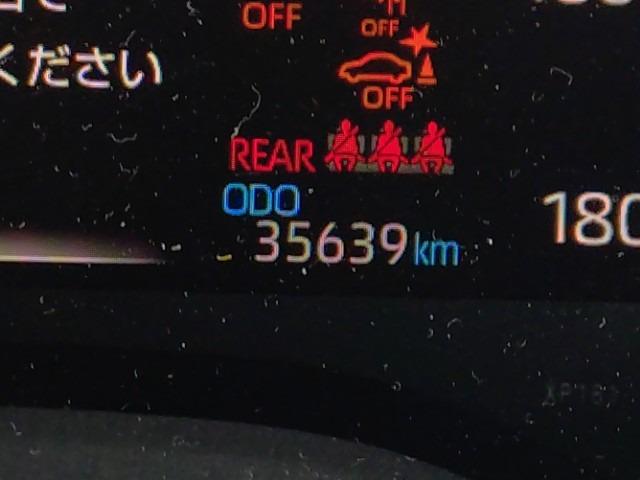 OFF
OFF
ください
OFF
REAR
ODO
35639km
180